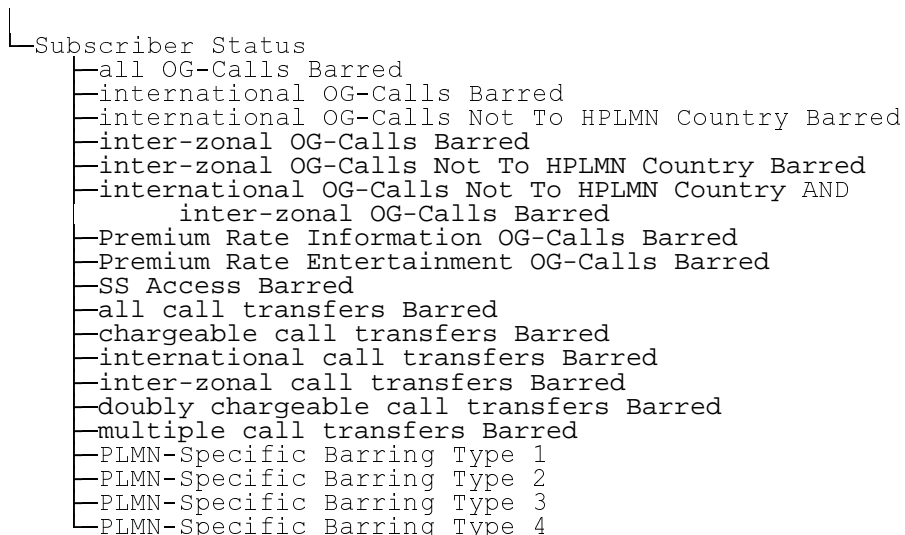 Subscriber Status
all OG-Calls Barred
international OG-Calls Barred
international OG-Calls Not To HPLMN Country Barred
inter-zonal OG-Calls Barred
inter-zonal OG-Calls Not To HPLMN Country Barred
international OG-Calls Not To HPLMN Country AND
inter-zonal OG-Calls Barred
Premium Rate Information OG-Calls Barred
Premium Rate Entertainment OG-Calls Barred
SS Access Barred
all call transfers Barred
chargeable call transfers Barred
international call transfers Barred
inter-zonal call transfers Barred
doubly chargeable call transfers Barred
multiple call transfers Barred
PLMN-Specific Barring Type 1
PLMN-Specific Barring Type 2
PLMN-Specific Barring Type 3
PLMN-Specific Barring Type 4